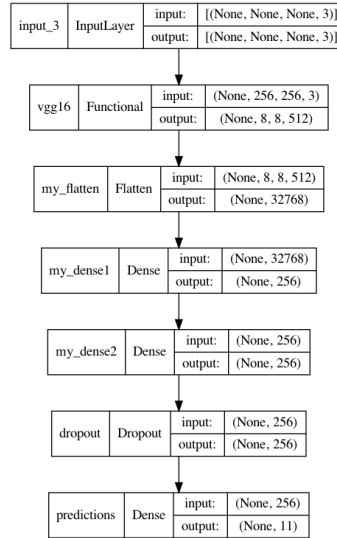 input_3 InputLayer input: [(None, None, None, 3)]
output: [(None, None, None, 3)]
vgg16 Functional input: (None, 256, 256, 3)
output: (None, 8, 8, 512)
my_flatten Flatten input: (None, 8, 8, 512)
output: (None, 32768)
my_dense1 Dense input: (None, 32768)
output: (None, 256)
my_dense2 Dense input: (None, 256)
output: (None, 256)
dropout Dropout input: (None, 256)
output: (None, 256)
predictions Dense input: (None, 256)
output: (None, 11)